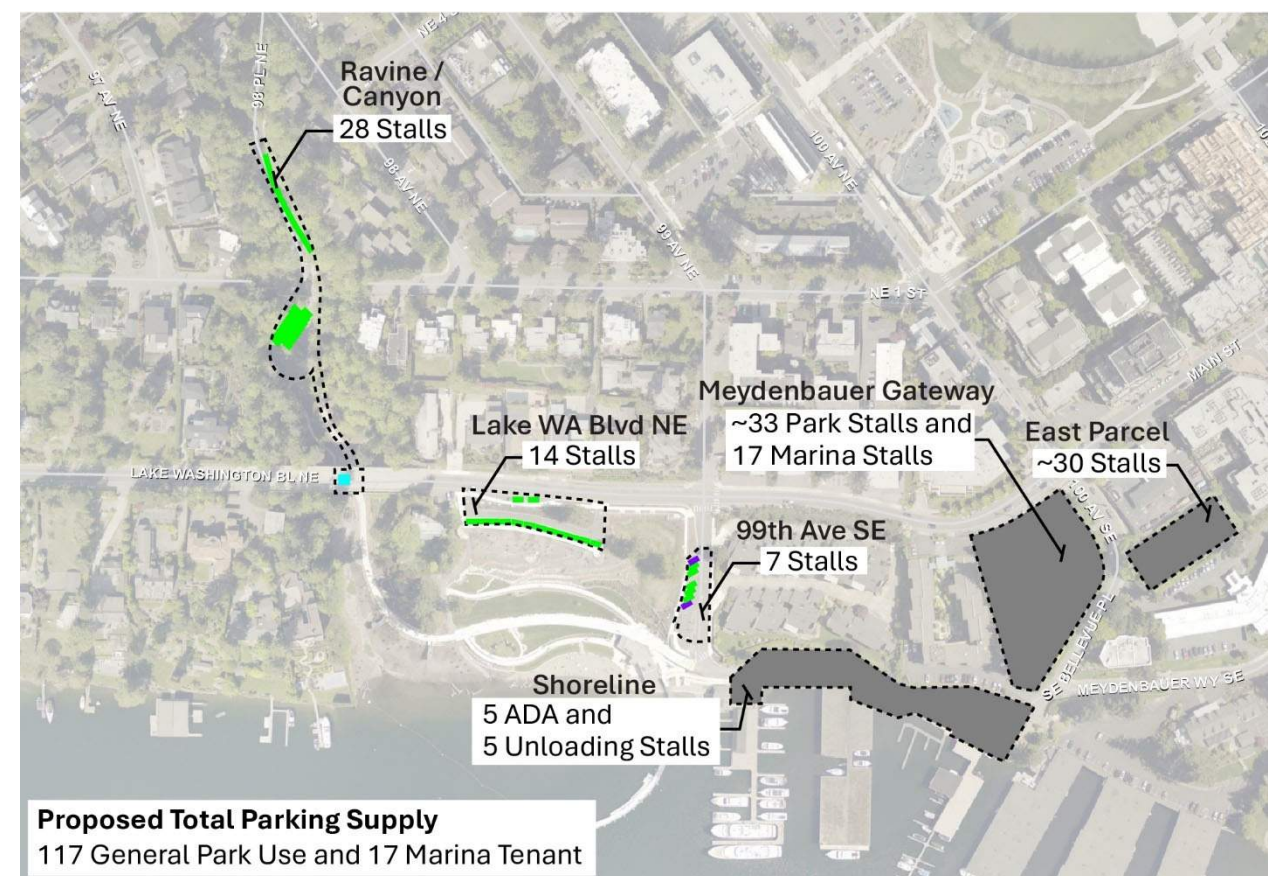 98 PL NE
NE 4 S
97 AV NE
98 AV NE
99 AV NE
100 AV NE
Ravine /
Canyon
28 Stalls
NE 1 ST
MAIN ST
Meydenbauer Gateway
~33 Park Stalls and
17 Marina Stalls
East Parcel
~30 Stalls
Lake WA Blvd NE
14 Stalls
LAKE WASHINGTON BL NE
100 AV SE
99th Ave SE
7 Stalls
SE BELLEVUE PL
MEYDENBAUER WY SE
Shoreline
5 ADA and
5 Unloading Stalls
Proposed Total Parking Supply
117 General Park Use and 17 Marina Tenant